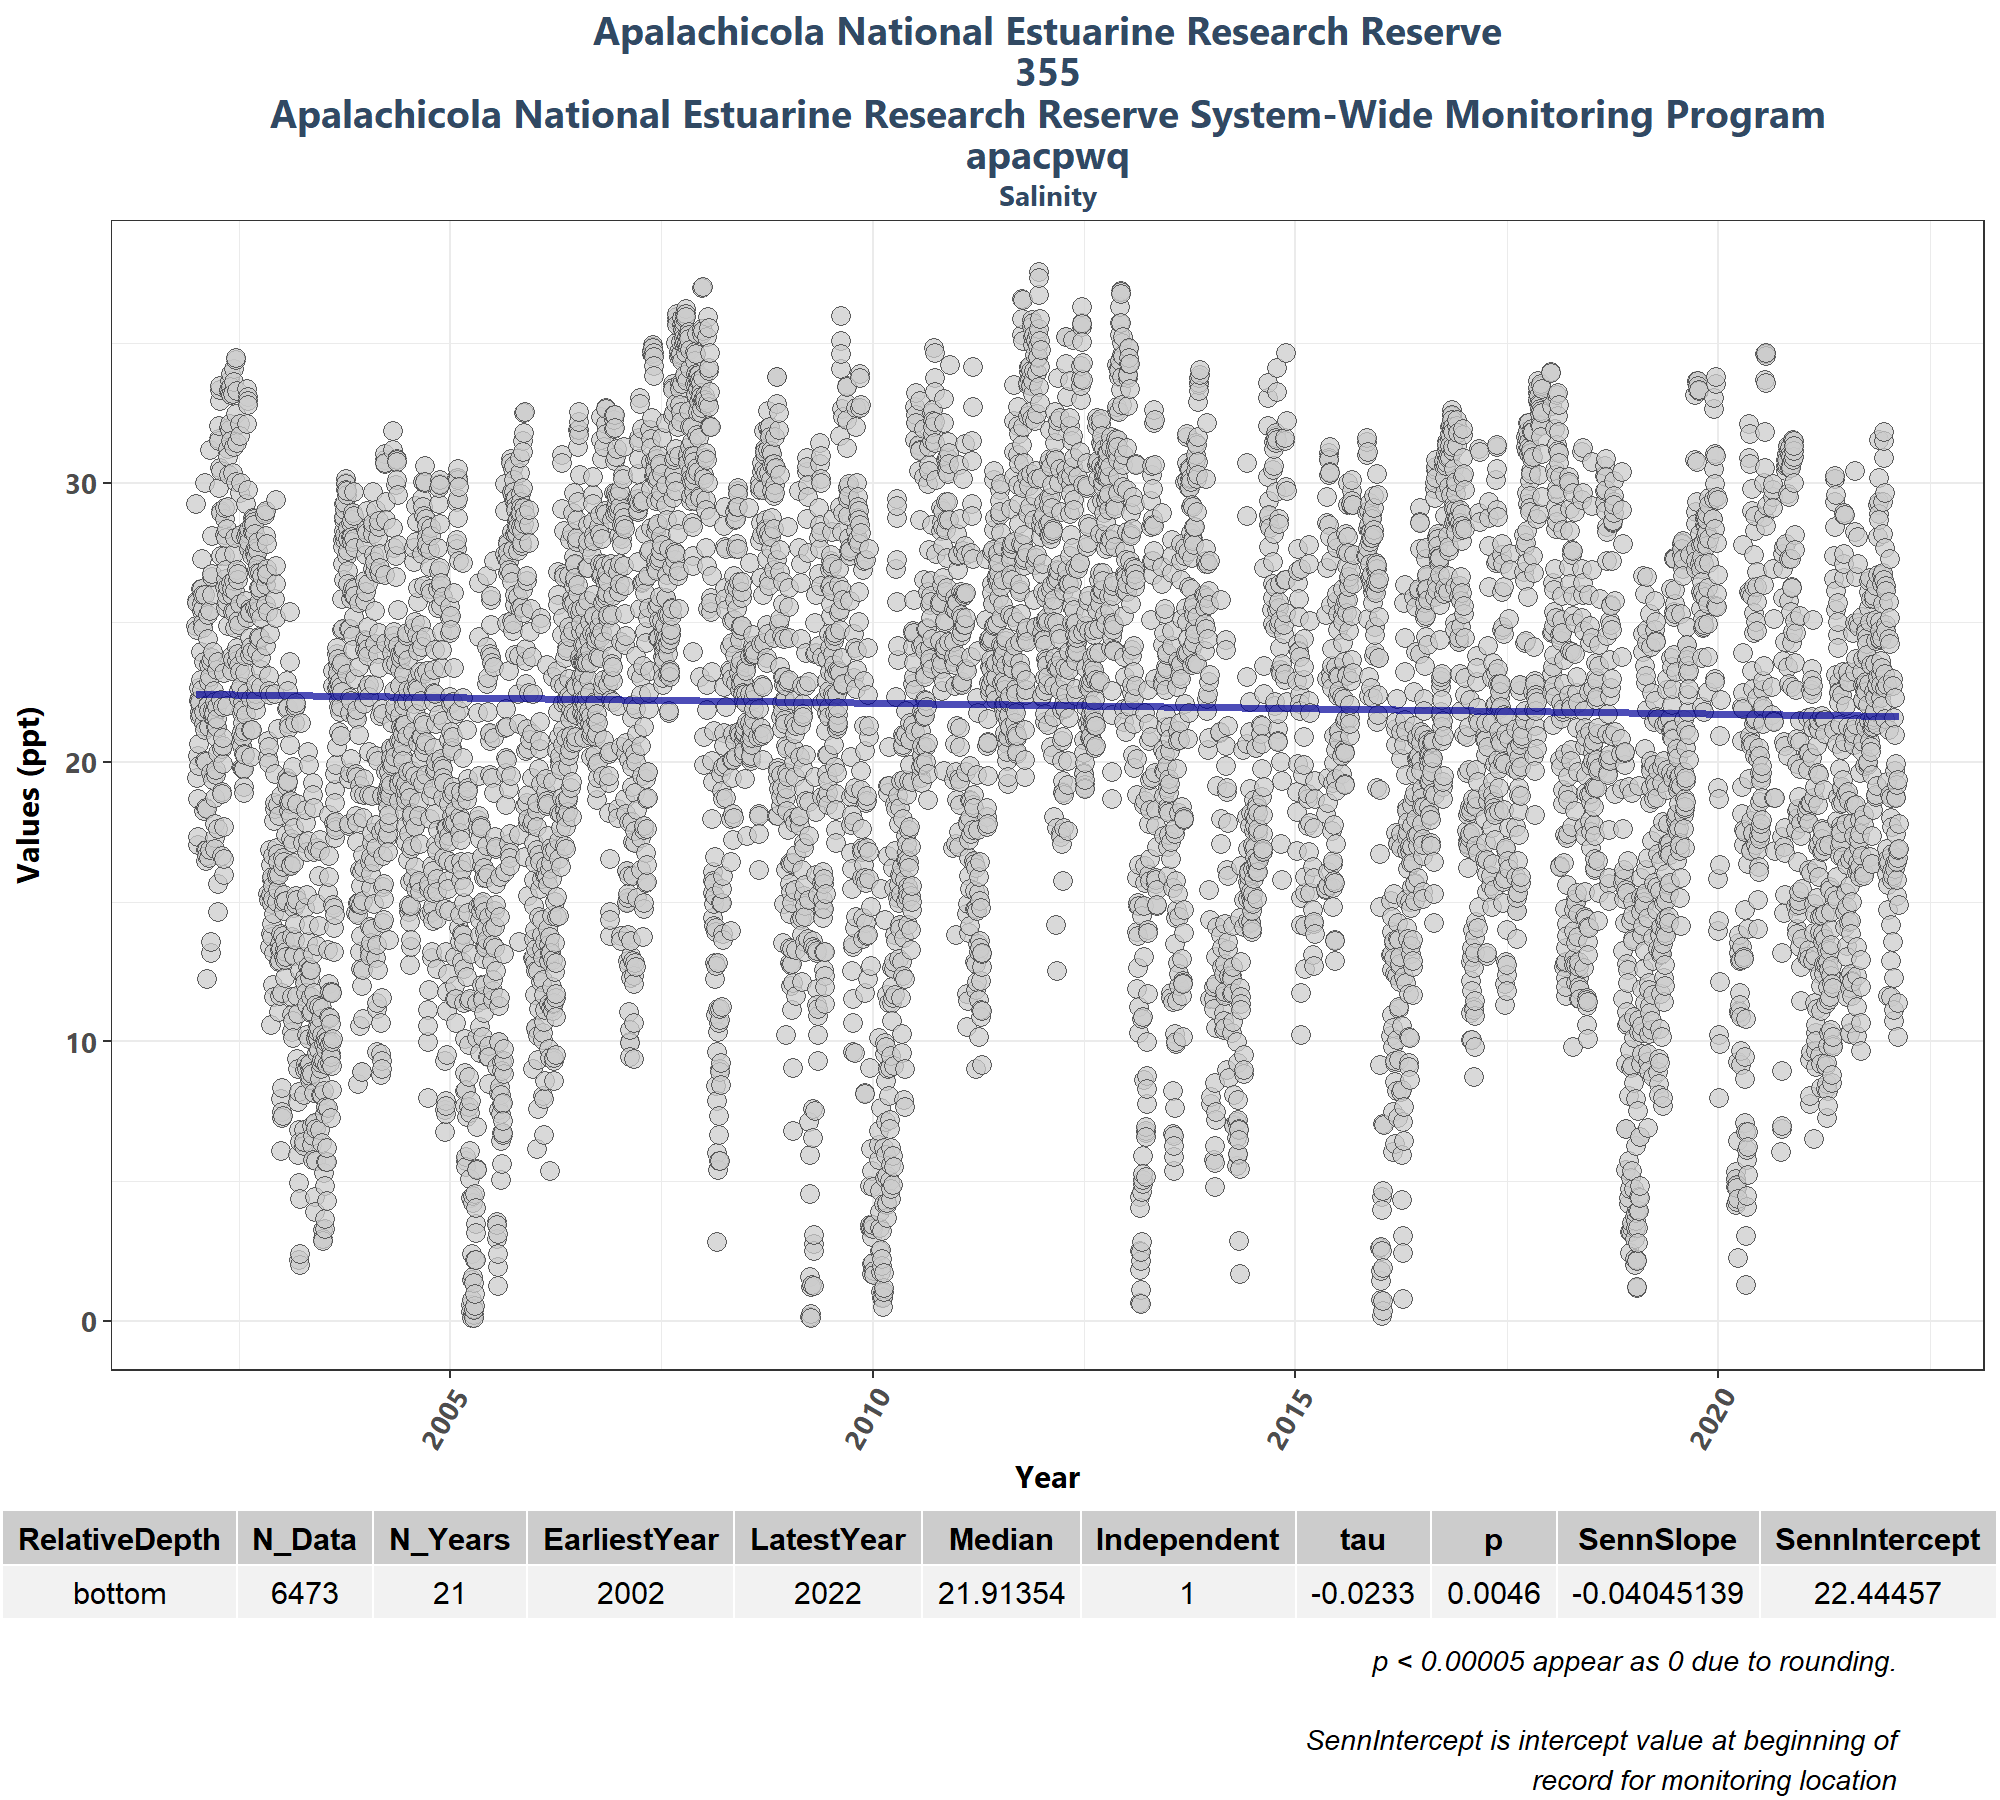 Apalachicola National Estuarine Research Reserve
355
Apalachicola National Estuarine Research Reserve System-Wide Monitoring Program
apacpwq
Salinity
Values (ppt)
30
20
10
0
2005 2010 2015 2020
Year
RelativeDepth N_Data N_Years EarliestYear LatestYear Median Independent tau p SennSlope SennIntercept
bottom 6473 21 2002 2022 21.91354 1 -0.0233 0.0046 -0.04045139 22.44457
p < 0.00005 appear as 0 due to rounding.
SennIntercept is intercept value at beginning of
record for monitoring location